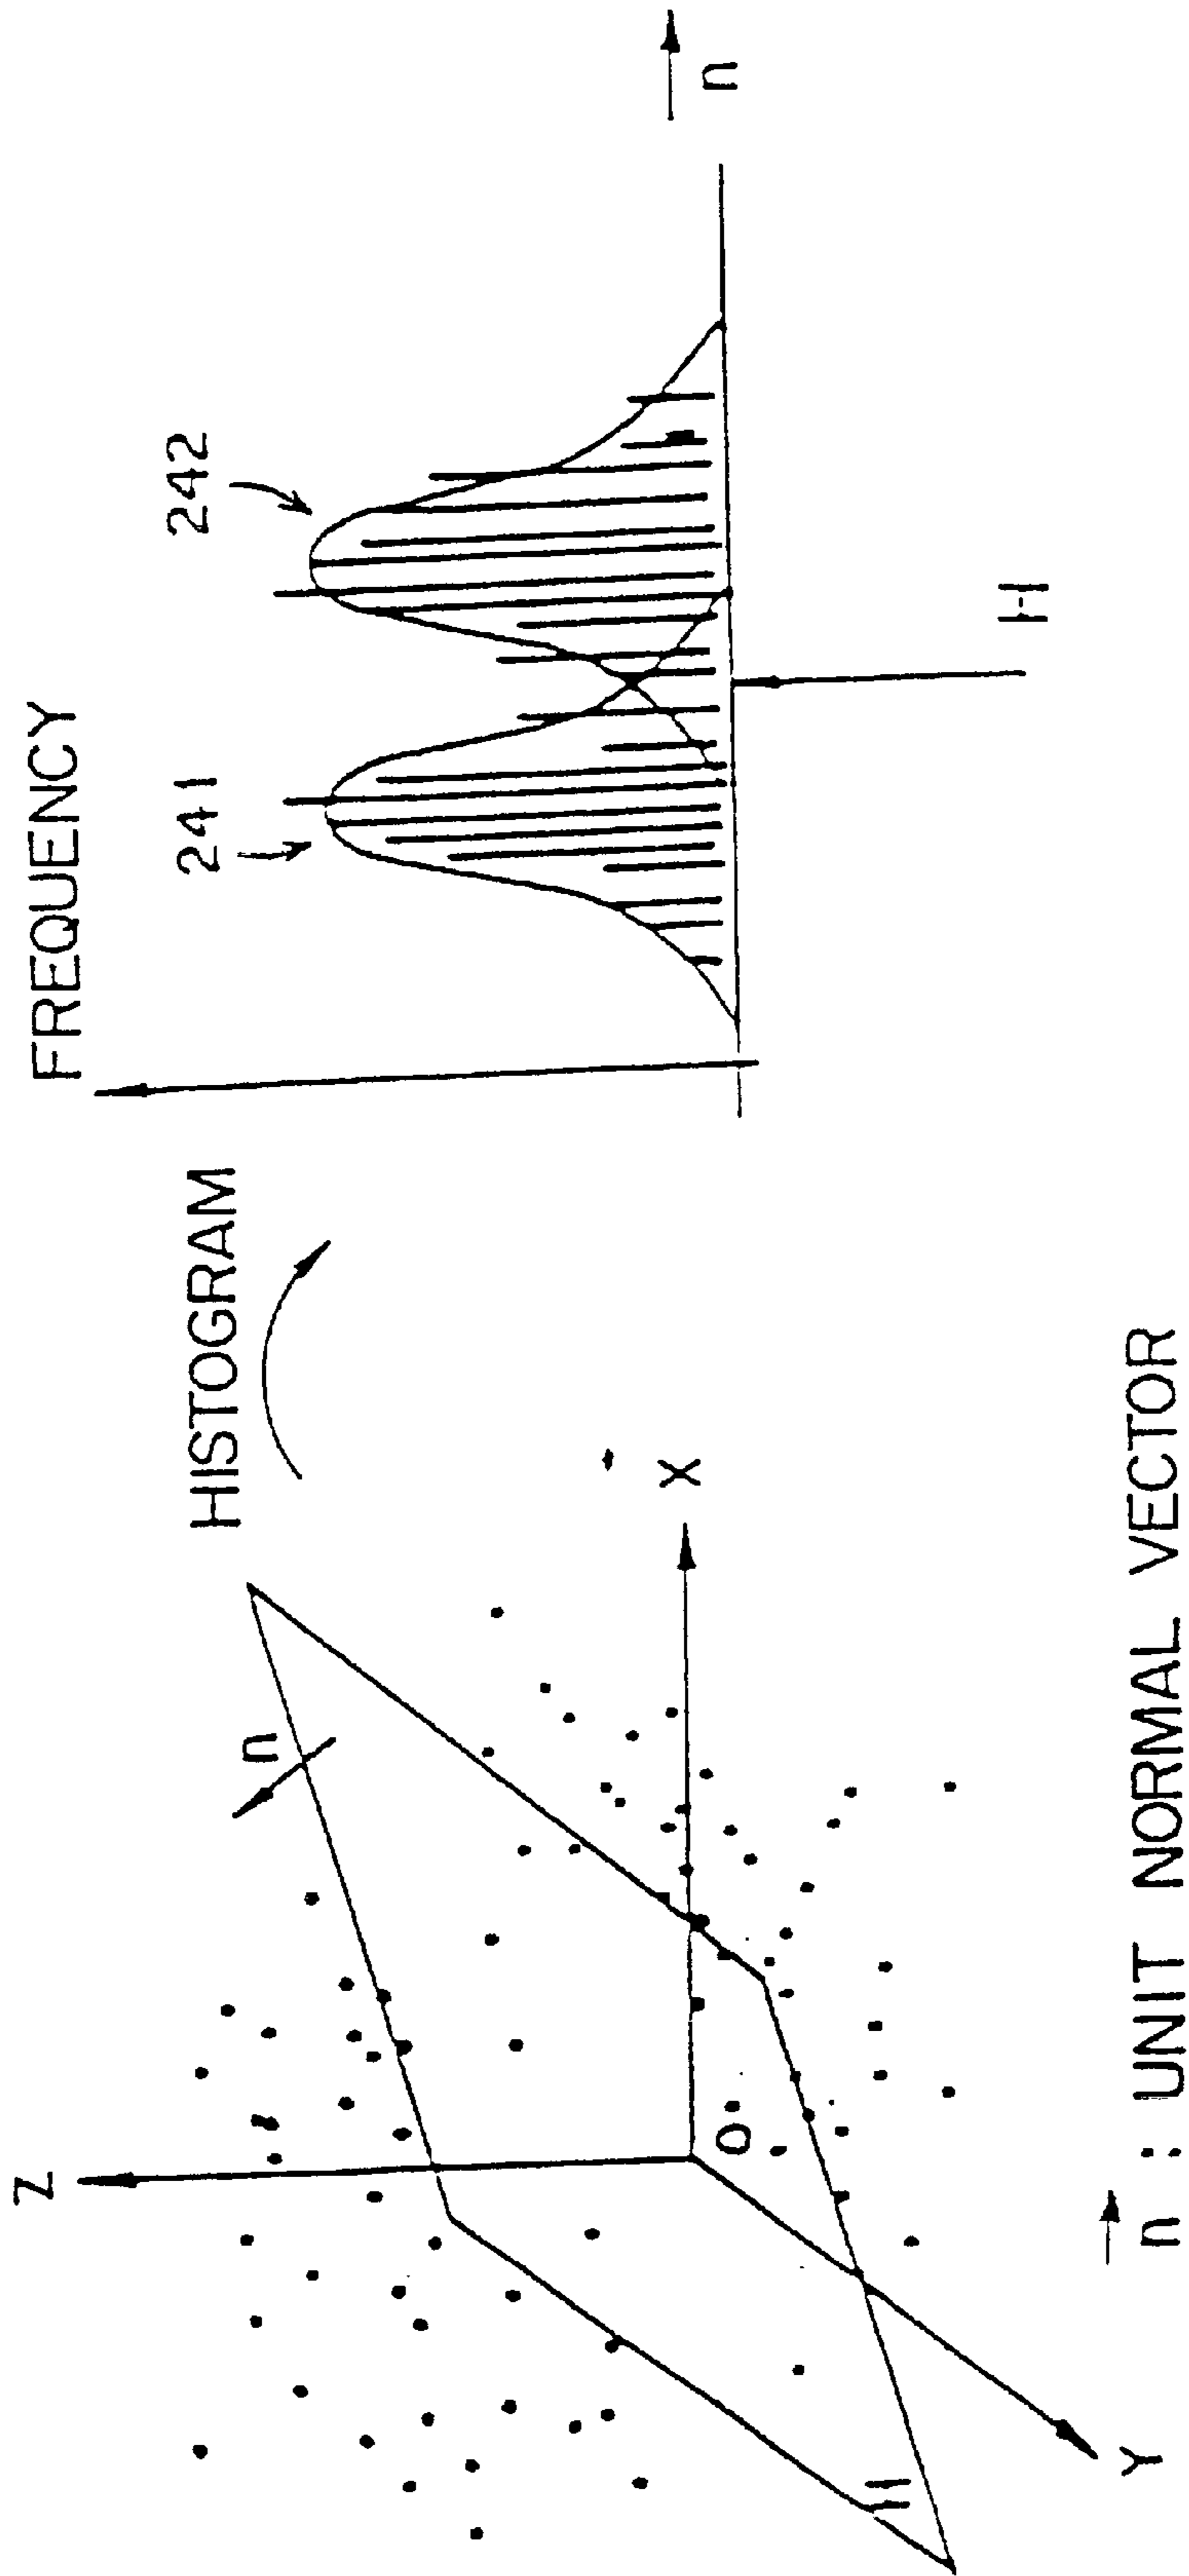 HISTOGRAM
Z
n
X
O
Y
H
n : UNIT NORMAL VECTOR
FREQUENCY
241
242
n
H